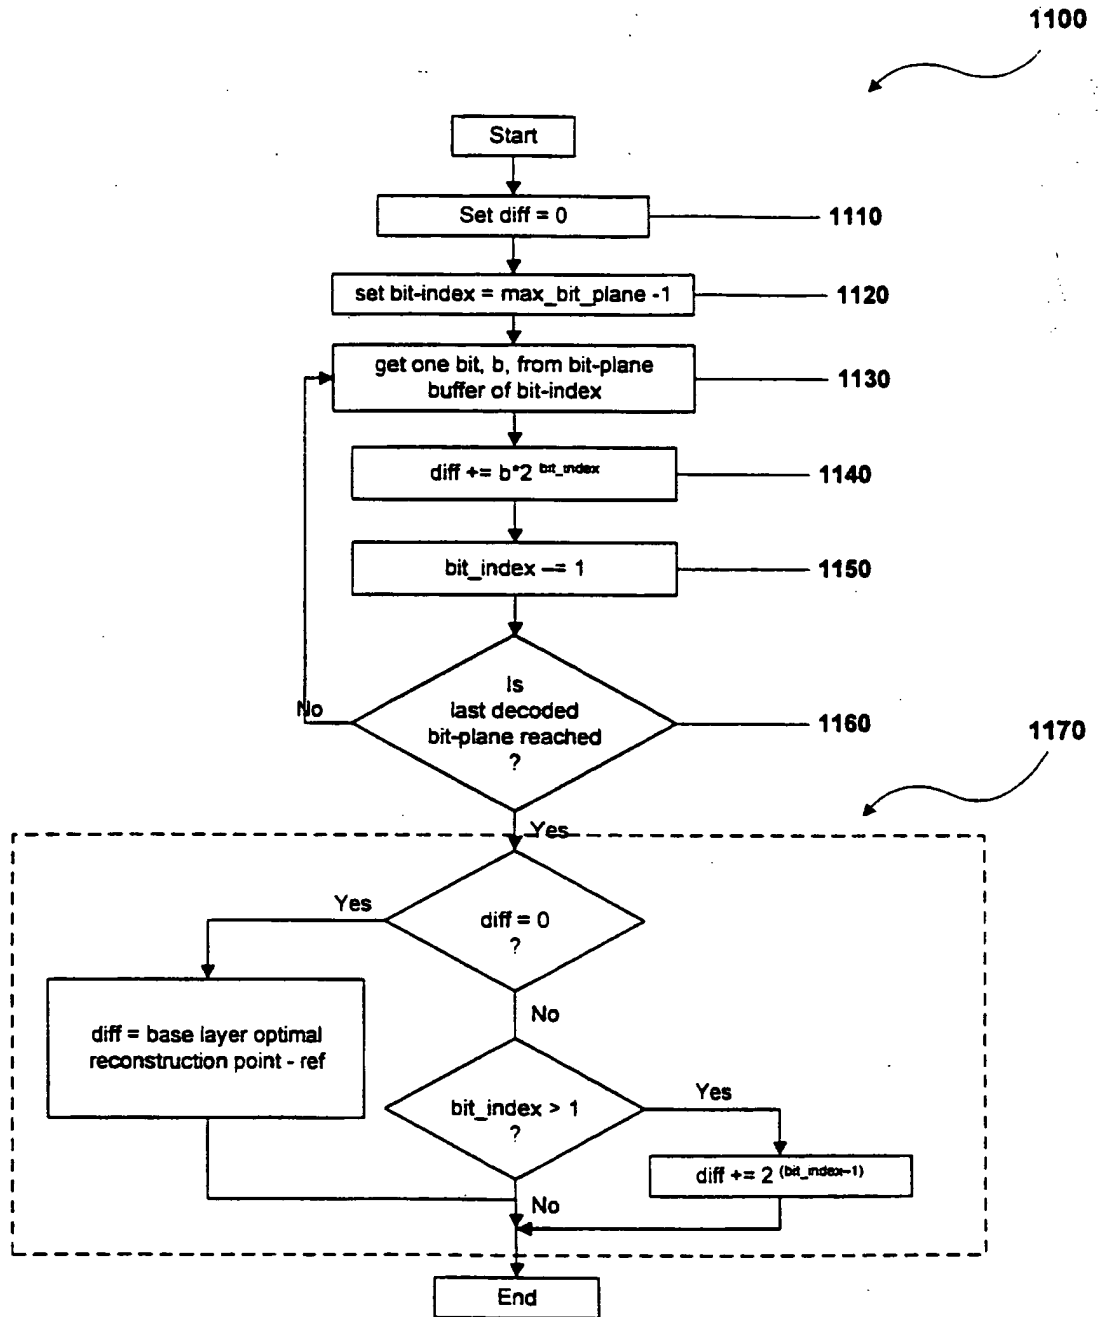 1100
Start
Set diff = 0
1110
set bit-index = max_bit_plane -1
1120
get one bit, b, from bit-plane
buffer of bit-index
1130
diff += b*2 bit_index
1140
bit_index -= 1
1150
Is
last decoded
bit-plane reached
?
No
1160
1170
Yes
diff = 0
?
Yes
No
diff = base layer optimal
reconstruction point - ref
bit_index > 1
?
Yes
diff += 2 (bit_index-1)
No
End